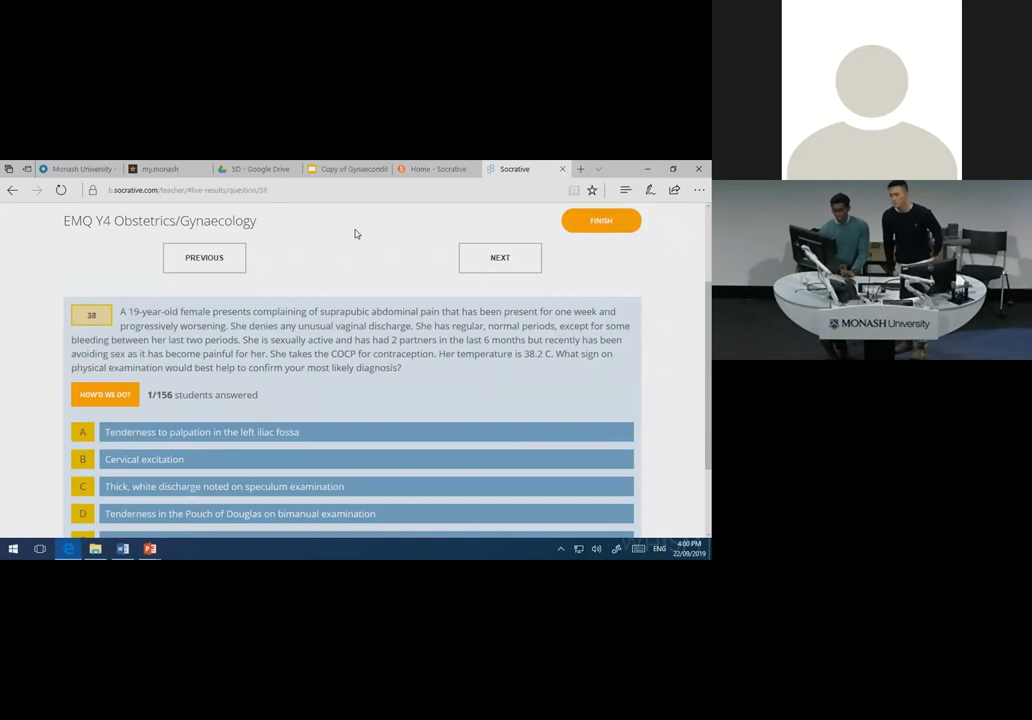 Monash University -
my.monash
5D - Google Drive
Copy of Gynaecondit
Home - Socrative
Socrative
b.socrative.com/teacher/#live-results/question/38
EMQ Y4 Obstetrics/Gynaecology
FINISH
PREVIOUS
NEXT
38
A 19-year-old female presents complaining of suprapubic abdominal pain that has been present for one week and
progressively worsening. She denies any unusual vaginal discharge. She has regular, normal periods, except for some
bleeding between her last two periods. She is sexually active and has had 2 partners in the last 6 months but recently has been
avoiding sex as it has become painful for her. She takes the COCP for contraception. Her temperature is 38.2 C. What sign on
physical examination would best help to confirm your most likely diagnosis?
HOW'D WE DO?
1/156 students answered
A Tenderness to palpation in the left iliac fossa
B Cervical excitation
C Thick, white discharge noted on speculum examination
D Tenderness in the Pouch of Douglas on bimanual examination
ENG
4:00 PM
22/09/2019
MONASH University